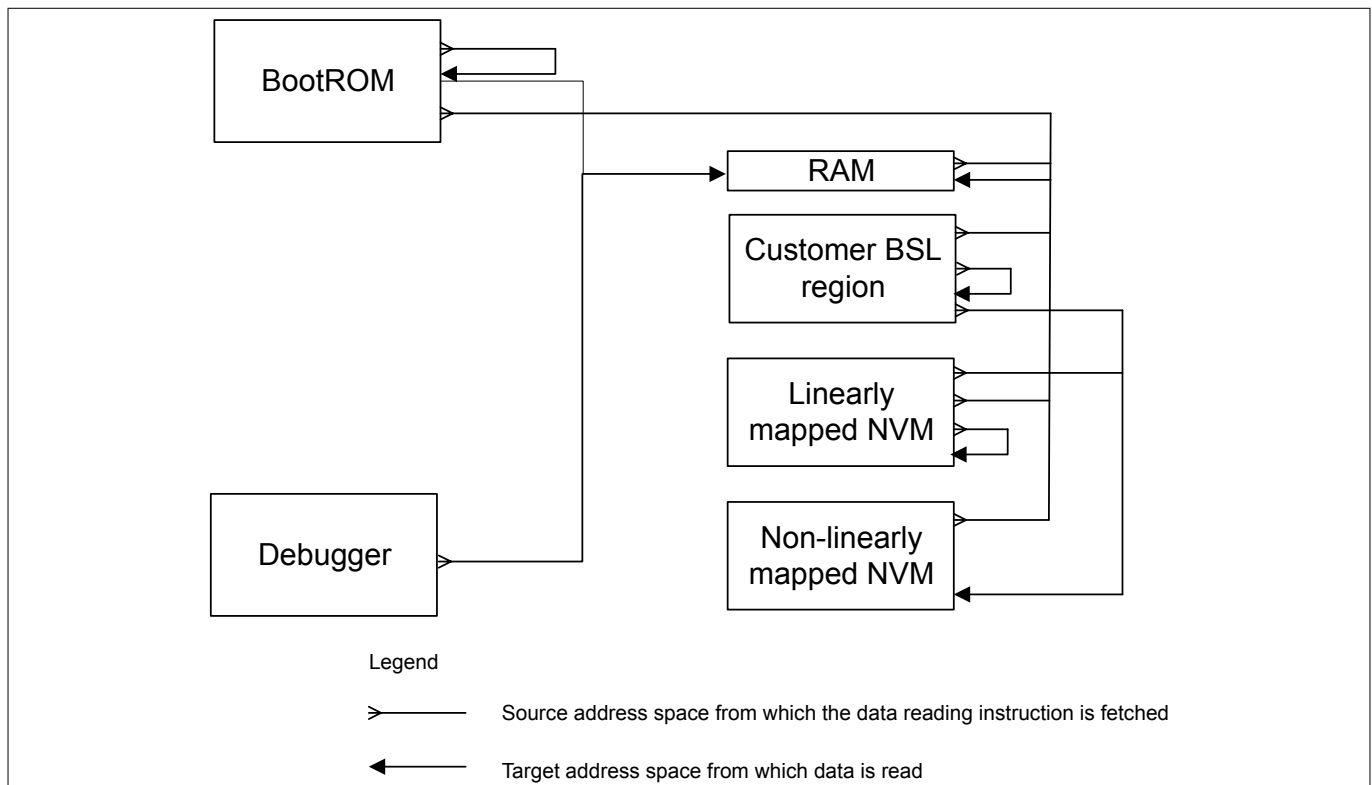 BootROM
RAM
Customer BSL
region
Linearly
mapped NVM
Non-linearly
mapped NVM
Debugger
Legend
Source address space from which the data reading instruction is fetched
Target address space from which data is read